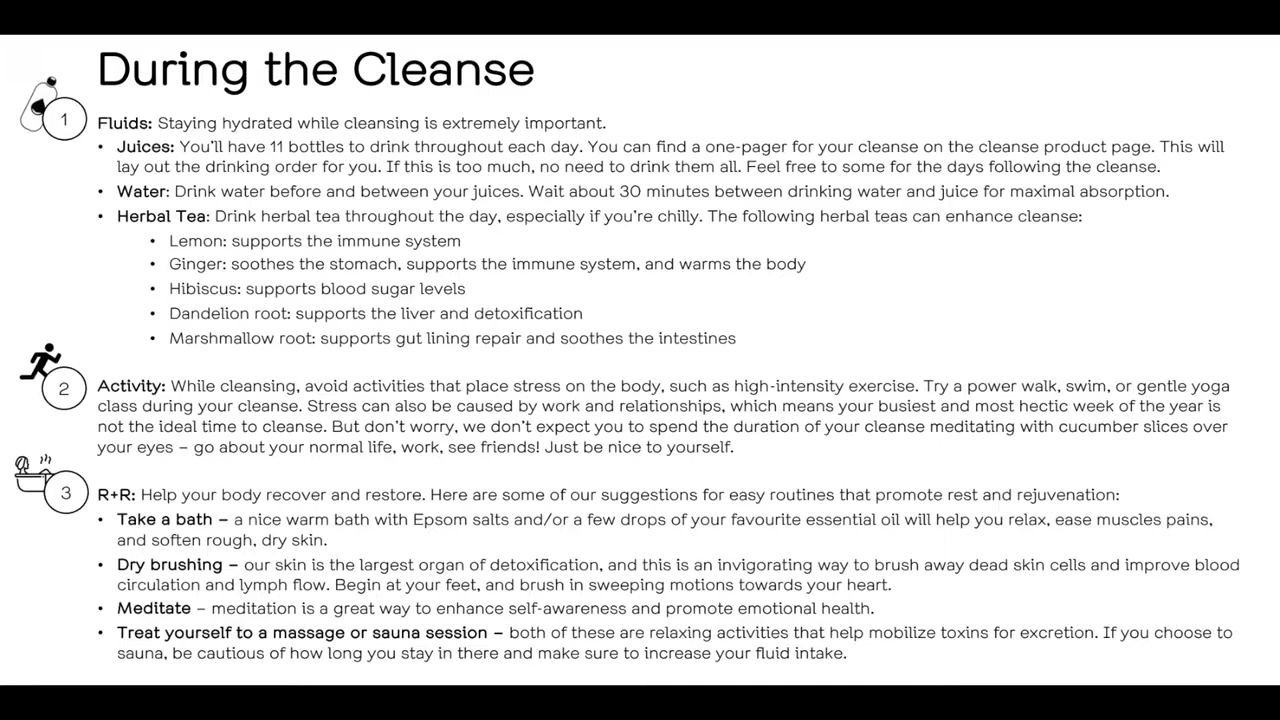 During the Cleanse
1
Fluids: Staying hydrated while cleansing is extremely important.
• Juices: You'll have 11 bottles to drink throughout each day. You can find a one-pager for your cleanse on the cleanse product page. This will
lay out the drinking order for you. If this is too much, no need to drink them all. Feel free to some for the days following the cleanse.
• Water: Drink water before and between your juices. Wait about 30 minutes between drinking water and juice for maximal absorption.
• Herbal Tea: Drink herbal tea throughout the day, especially if you're chilly. The following herbal teas can enhance cleanse:
• Lemon: supports the immune system
• Ginger: soothes the stomach, supports the immune system, and warms the body
• Hibiscus: supports blood sugar levels
• Dandelion root: supports the liver and detoxification
• Marshmallow root: supports gut lining repair and soothes the intestines
2
Activity: While cleansing, avoid activities that place stress on the body, such as high-intensity exercise. Try a power walk, swim, or gentle yoga
class during your cleanse. Stress can also be caused by work and relationships, which means your busiest and most hectic week of the year is
not the ideal time to cleanse. But don't worry, we don't expect you to spend the duration of your cleanse meditating with cucumber slices over
your eyes – go about your normal life, work, see friends! Just be nice to yourself.
3
R+R: Help your body recover and restore. Here are some of our suggestions for easy routines that promote rest and rejuvenation:
• Take a bath – a nice warm bath with Epsom salts and/or a few drops of your favourite essential oil will help you relax, ease muscles pains,
and soften rough, dry skin.
• Dry brushing – our skin is the largest organ of detoxification, and this is an invigorating way to brush away dead skin cells and improve blood
circulation and lymph flow. Begin at your feet, and brush in sweeping motions towards your heart.
• Meditate – meditation is a great way to enhance self-awareness and promote emotional health.
• Treat yourself to a massage or sauna session – both of these are relaxing activities that help mobilize toxins for excretion. If you choose to
sauna, be cautious of how long you stay in there and make sure to increase your fluid intake.